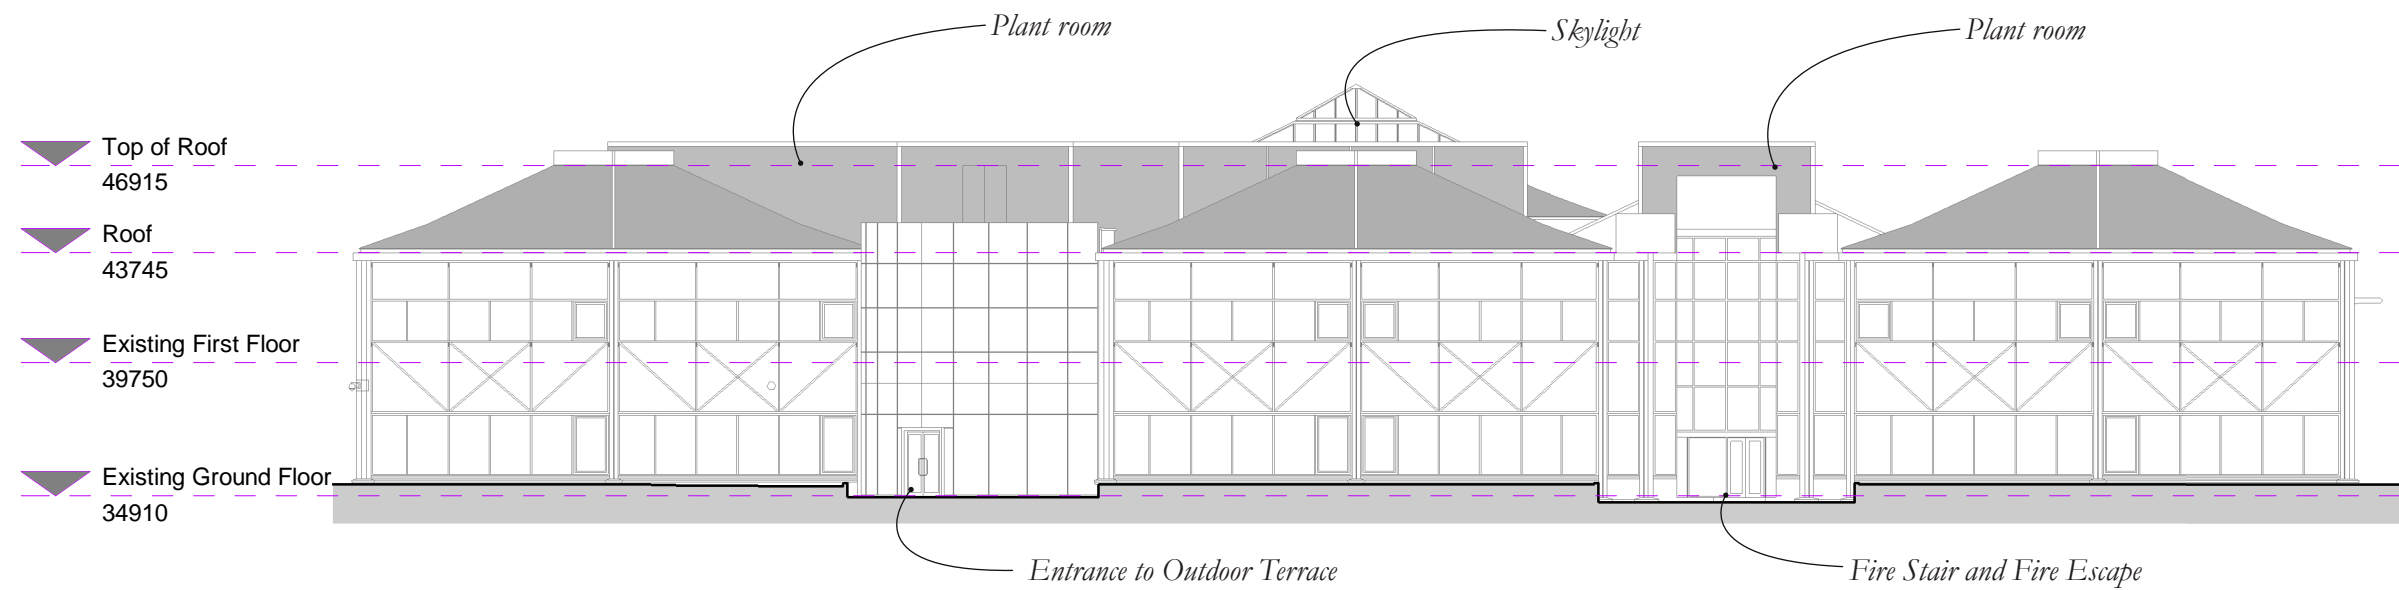 Plant room
Skylight
Plant room
Top of Roof
46915
Roof
43745
Existing First Floor
39750
Existing Ground Floor
34910
Entrance to Outdoor Terrace
Fire Stair and Fire Escape